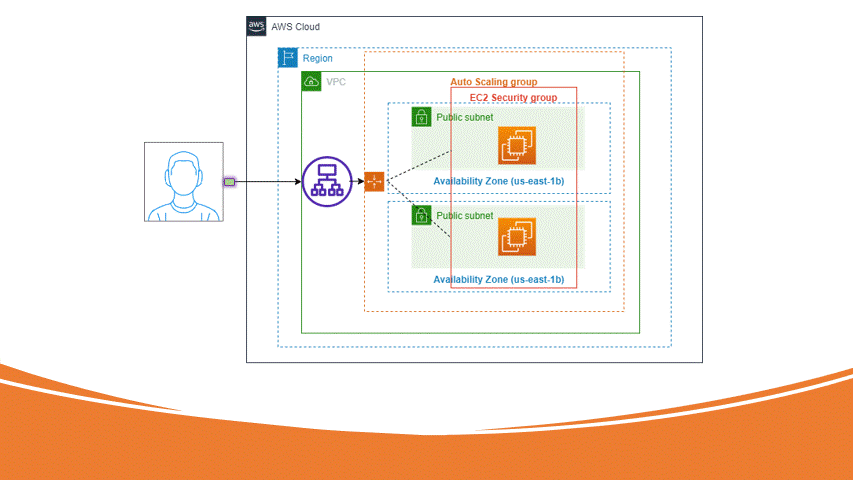 aws
AWS Cloud
Region
VPC
Auto Scaling group
EC2 Security group
Public subnet
Availability Zone (us-east-1b)
Public subnet
Availability Zone (us-east-1b)